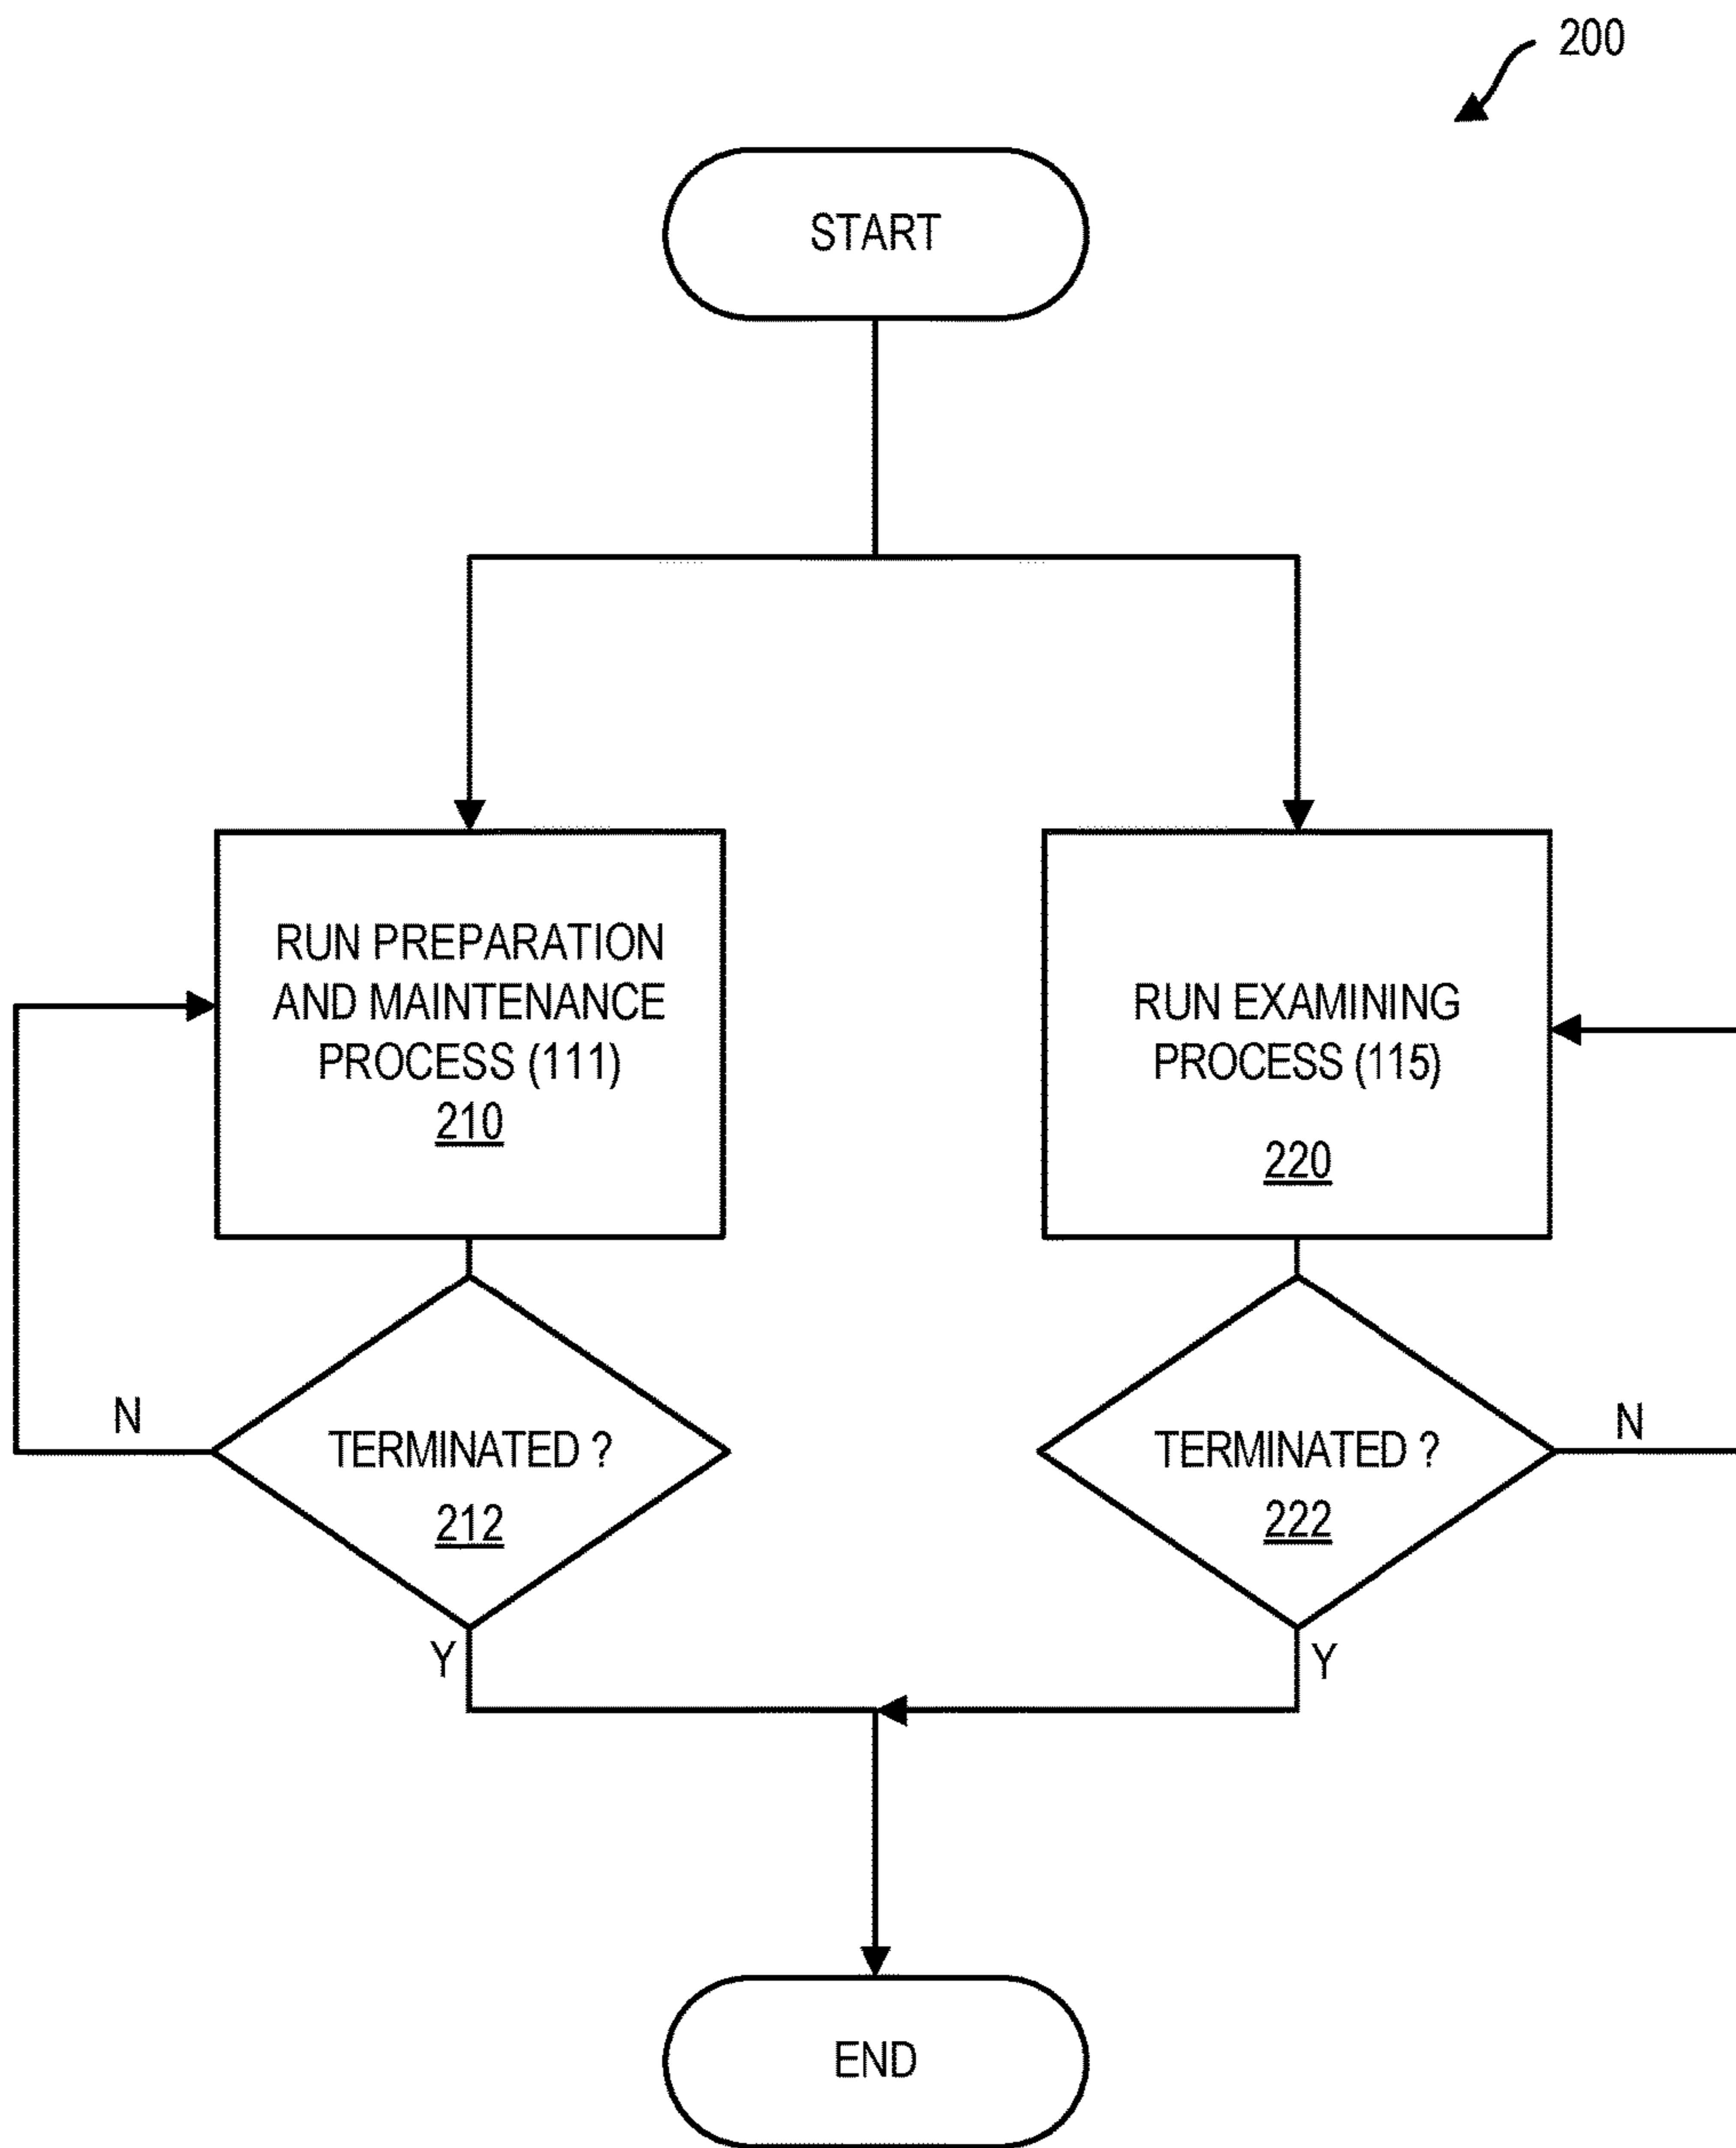 200
START
RUN PREPARATION
AND MAINTENANCE
PROCESS (111)
210
RUN EXAMINING
PROCESS (115)
220
N
TERMINATED ?
212
TERMINATED ?
222
N
Y
Y
END